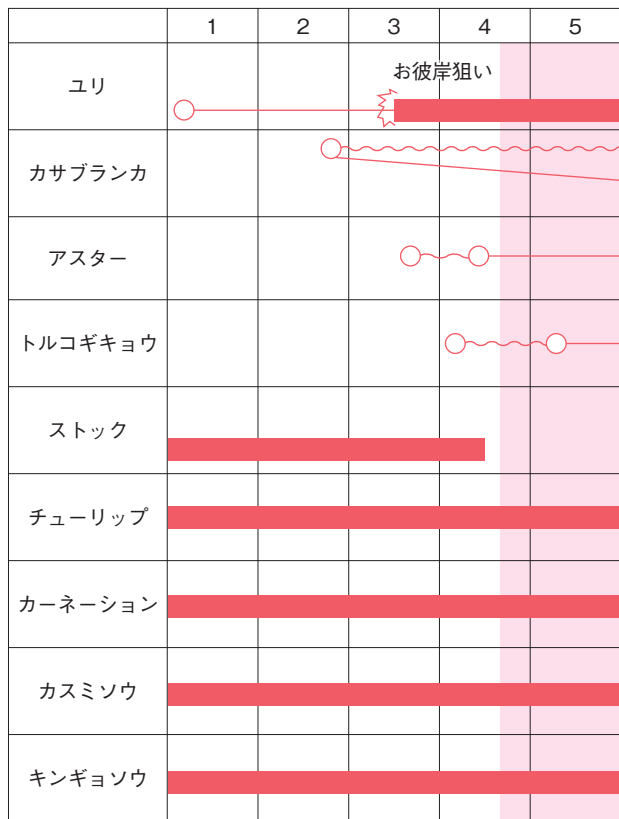 1 2 3 4 5
ユリ
お彼岸狙い
カサブランカ
アスター
トルコギキョウ
ストック
チューリップ
カーネーション
カスミソウ
キンギョソウ